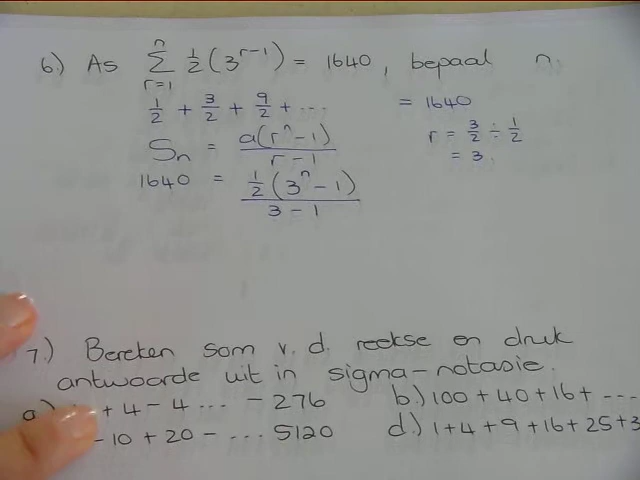 6.) As n Σ r=1 ½(3^(r-1)) = 1640, bepaal n.
1/2 + 3/2 + 9/2 + ... = 1640
r = 3/2 ÷ 1/2
= 3.
Sn = a(r^n - 1) / r - 1
1640 = ½(3^n - 1) / 3 - 1
7.) Bereken som v. d. reekse en druk
antwoorde uit in sigma-notasie.
a) + 4 - 4 ... - 276 b.) 100 + 40 + 16 + ...
- 10 + 20 - ... 5120 d.) 1 + 4 + 9 + 16 + 25 + 3